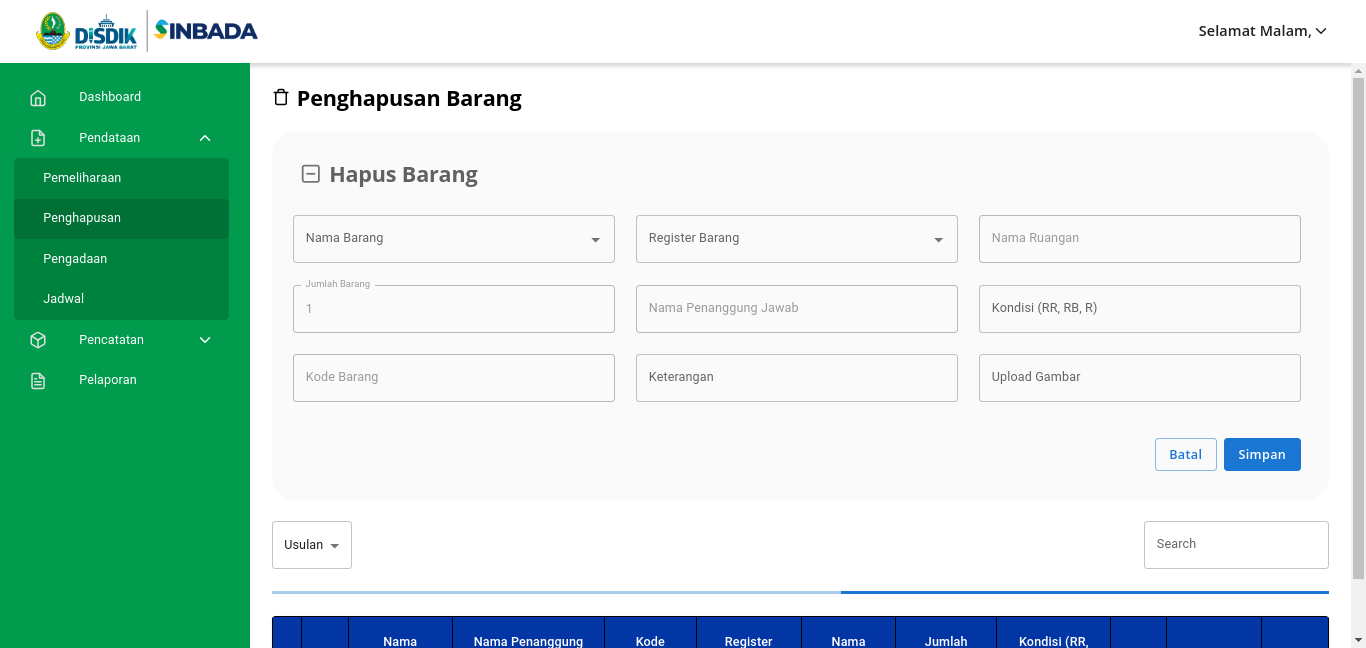 DISDIK
PROVINSI JAWA BARAT
SINBADA
Selamat Malam,
Dashboard
Pendataan
Pemeliharaan
Penghapusan
Pengadaan
Jadwal
Pencatatan
Pelaporan
Penghapusan Barang
Hapus Barang
Nama Barang
Register Barang
Nama Ruangan
Jumlah Barang
1
Nama Penanggung Jawab
Kondisi (RR, RB, R)
Kode Barang
Keterangan
Upload Gambar
Batal
Simpan
Usulan
Search
Nama
Nama Penanggung
Kode
Register
Nama
Jumlah
Kondisi (RR,